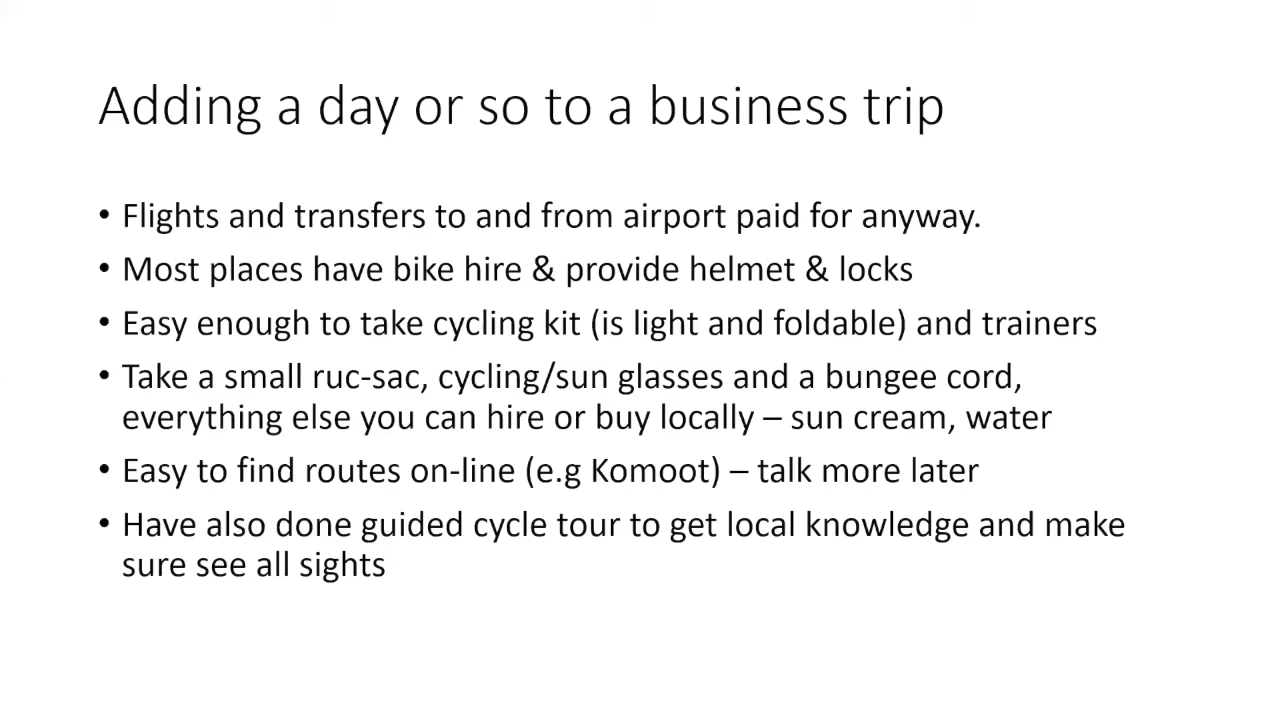 Adding a day or so to a business trip
• Flights and transfers to and from airport paid for anyway.
• Most places have bike hire & provide helmet & locks
• Easy enough to take cycling kit (is light and foldable) and trainers
• Take a small ruc-sac, cycling/sun glasses and a bungee cord,
everything else you can hire or buy locally – sun cream, water
• Easy to find routes on-line (e.g Komoot) – talk more later
• Have also done guided cycle tour to get local knowledge and make
sure see all sights